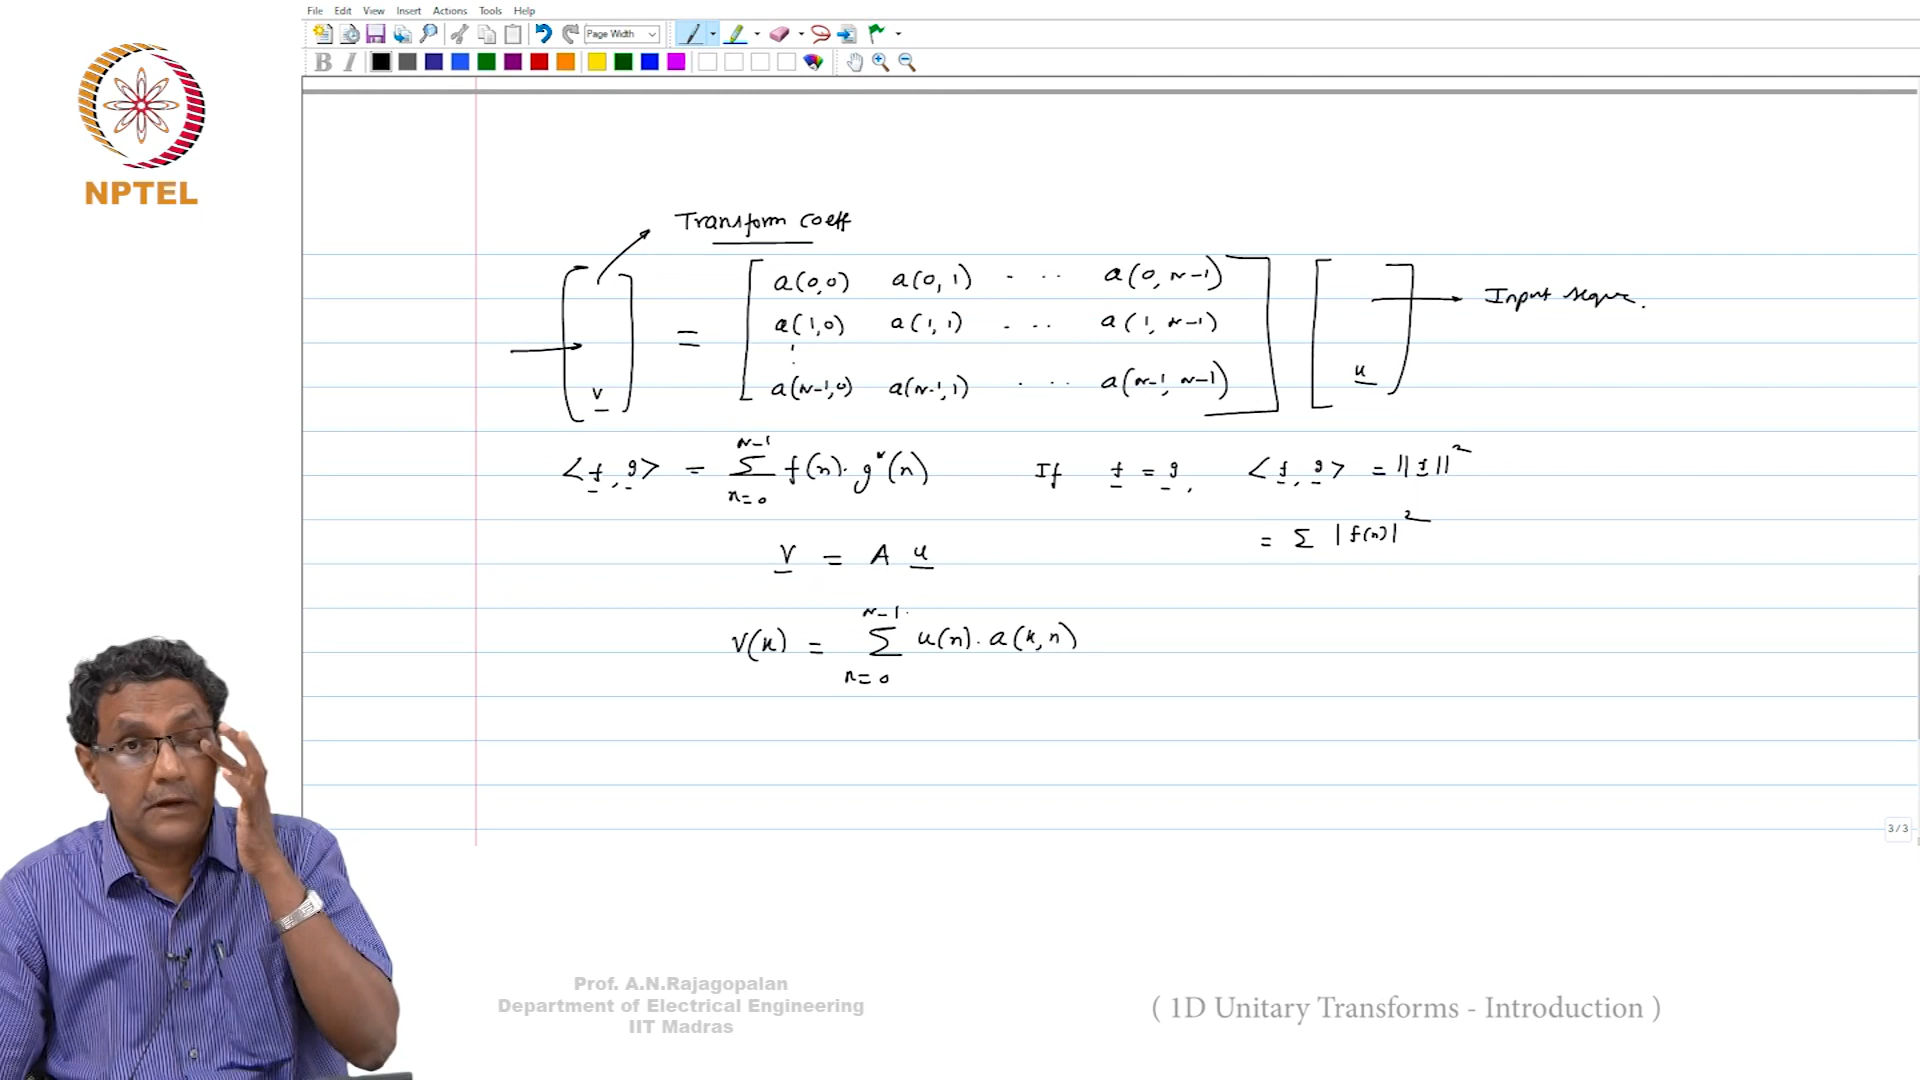 File Edit View Insert Actions Tools Help
Page Width
B I
NPTEL
Transform coeff
[ v ] = [ a(0,0) a(0,1) . .. a(0,N-1) ] [ u ] → Input
a(1,0) a(1,1) . .. a(1,N-1)
a(N-1,0) a(N-1,1) . .. a(N-1,N-1)
<f,g> = Σ_{n=0}^{N-1} f(n). g*(n) If f = g, <f,g> = ||f||²
= Σ |f(n)|²
V = A u
V(k) = Σ_{n=0}^{N-1} u(n). a(k,n)
3/3
Prof. A.N.Rajagopalan
Department of Electrical Engineering
IIT Madras
( 1D Unitary Transforms - Introduction )